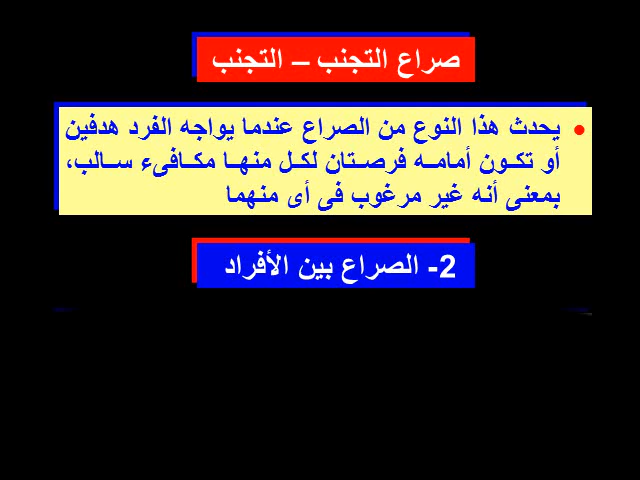 صراع التجنب – التجنب
• يحدث هذا النوع من الصراع عندما يواجه الفرد هدفين
أو تكون أمامه فرصتان لكل منها مكافىء سالب،
بمعنى أنه غير مرغوب فى أى منهما
2- الصراع بين الأفراد